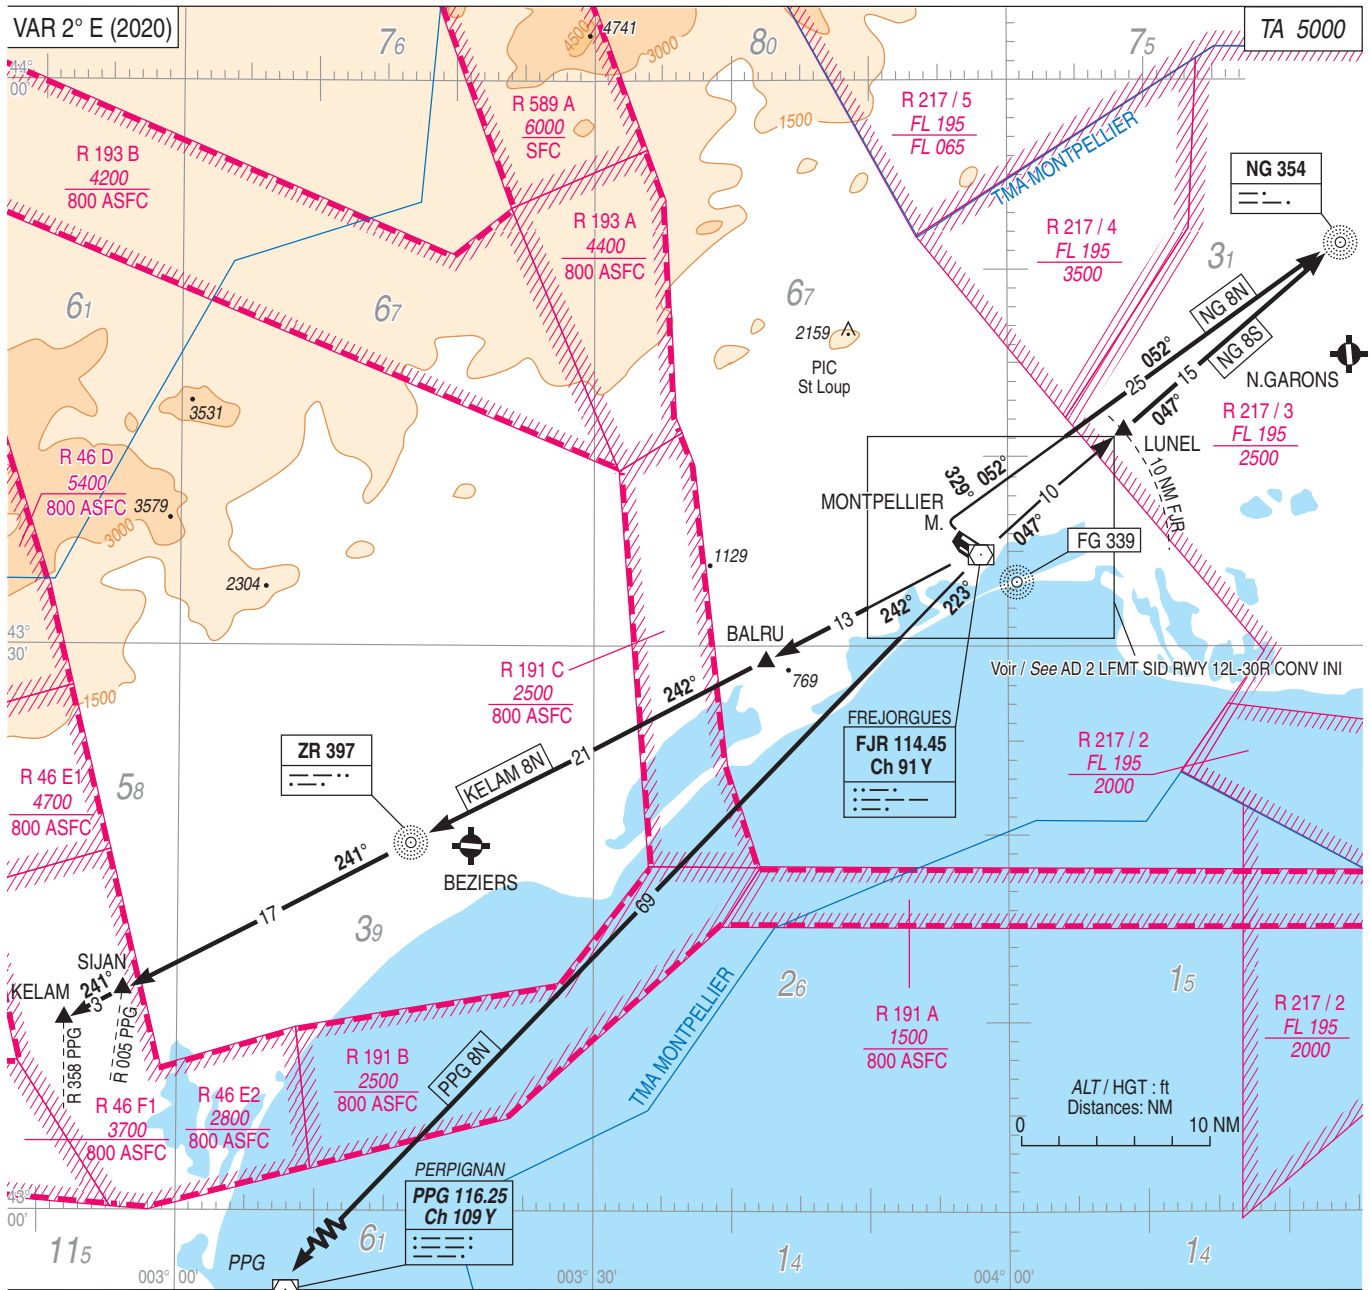 VAR 2° E (2020)
TA 5000
76
80
75
4741
4500
3000
1500
44°
00'
R 589 A
6000
SFC
R 217 / 5
FL 195
FL 065
TMA MONTPELLIER
NG 354
R 193 B
4200
800 ASFC
R 193 A
4400
800 ASFC
R 217 / 4
FL 195
3500
31
61
67
67
2159
PIC
St Loup
NG 8N
NG 8S
052°
25
15
047°
N.GARONS
3531
R 217 / 3
FL 195
2500
LUNEL
10 NM FJR
R 46 D
5400
800 ASFC
3579
3000
329°
052°
10
047°
MONTPELLIER
M.
FG 339
2304
1129
223°
242°
13
BALRU
43°
30'
769
Voir / See AD 2 LFMT SID RWY 12L-30R CONV INI
R 191 C
2500
800 ASFC
242°
1500
FREJORGUES
FJR 114.45
Ch 91 Y
R 217 / 2
FL 195
2000
ZR 397
KELAM 8N
21
R 46 E1
4700
800 ASFC
58
241°
BEZIERS
17
69
39
SIJAN
KELAM
241°
3
R 358 PPG
R 005 PPG
26
15
TMA MONTPELLIER
R 191 A
1500
800 ASFC
R 217 / 2
FL 195
2000
R 191 B
2500
800 ASFC
PPG 8N
R 46 E2
2800
800 ASFC
R 46 F1
3700
800 ASFC
ALT / HGT : ft
Distances: NM
0
10 NM
PERPIGNAN
PPG 116.25
Ch 109 Y
43°
00'
115
PPG
61
14
14
003° 00'
003° 30'
004° 00'